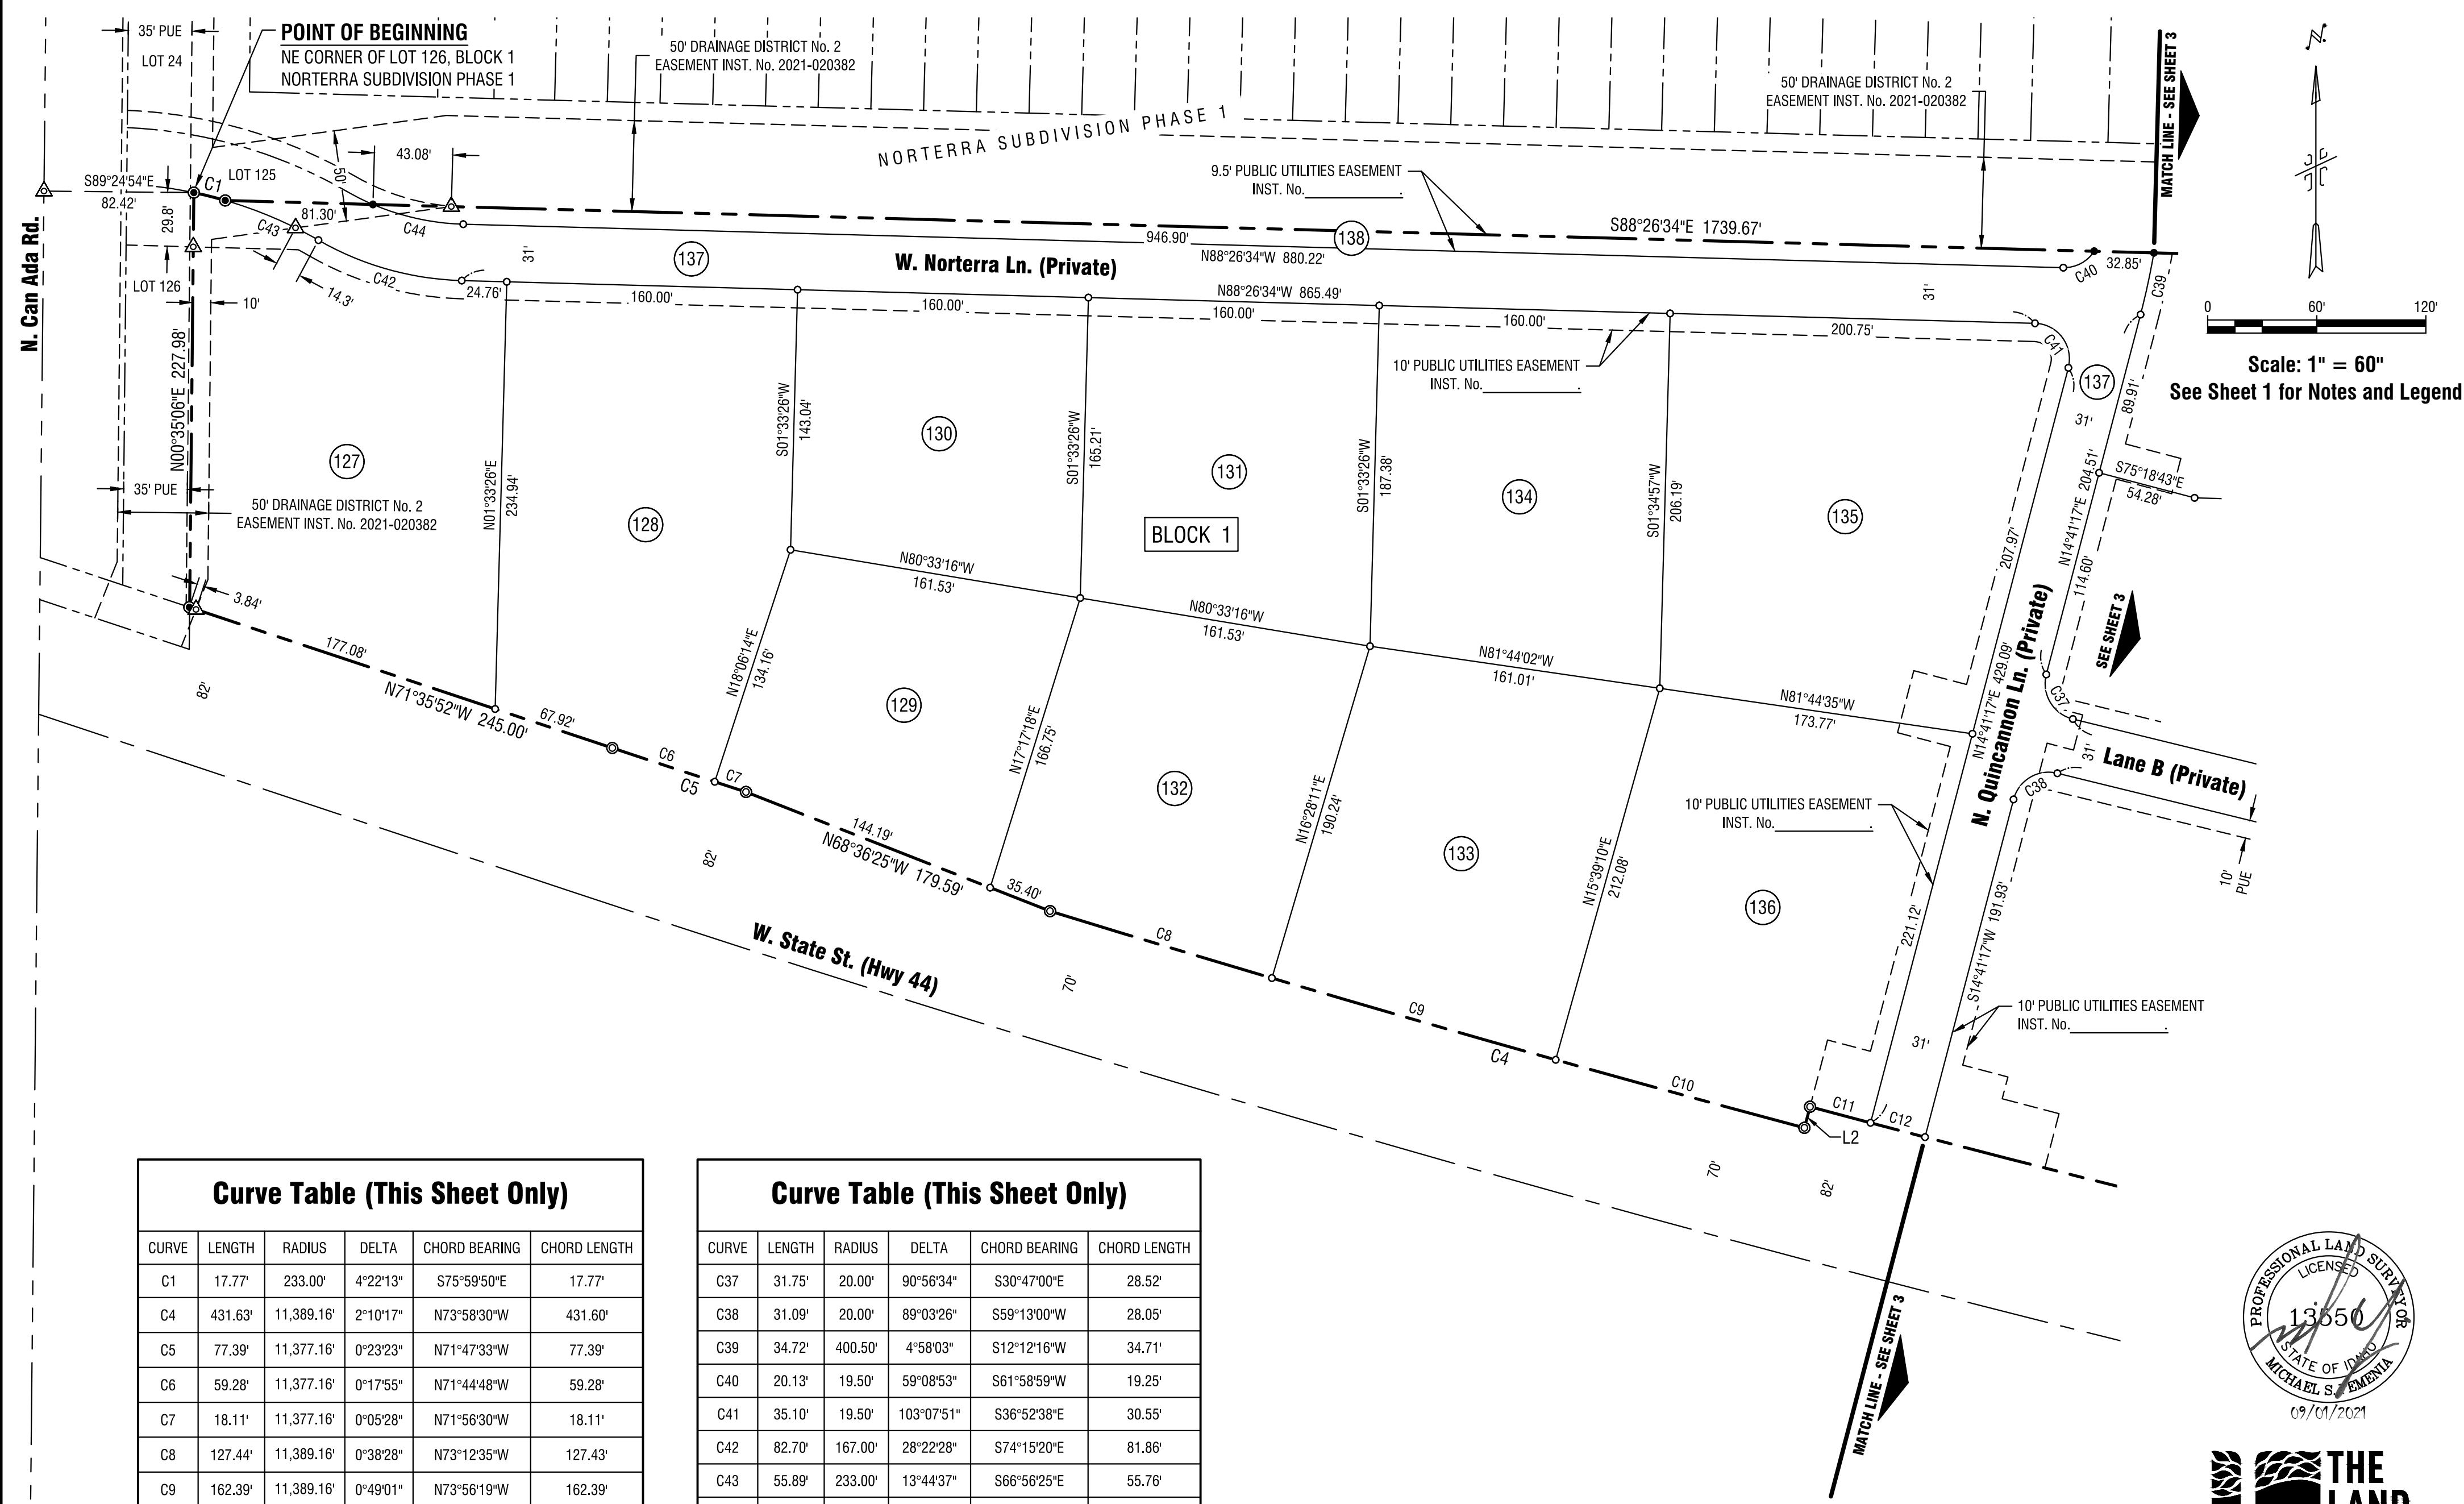 35' PUE
LOT 24
POINT OF BEGINNING
NE CORNER OF LOT 126, BLOCK 1
NORTERRA SUBDIVISION PHASE 1
50' DRAINAGE DISTRICT No. 2
EASEMENT INST. No. 2021-020382
50' DRAINAGE DISTRICT No. 2
EASEMENT INST. No. 2021-020382
NORTERRA SUBDIVISION PHASE 1
MATCH LINE - SEE SHEET 3
N
43.08'
50'
S89°24'54"E
82.42'
C1
LOT 125
29.8'
81.30'
C43
C44
9.5' PUBLIC UTILITIES EASEMENT
INST. No.____________.
S88°26'34"E 1739.67'
946.90'
138
N88°26'34"W 880.22'
N. Can Ada Rd.
31'
137
W. Norterra Ln. (Private)
C40
32.85'
C39
LOT 126
10'
14.3'
C42
24.76'
160.00'
160.00'
N88°26'34"W 865.49'
160.00'
160.00'
200.75'
31'
C41
0 60' 120'
Scale: 1" = 60"
See Sheet 1 for Notes and Legend
N00°35'06"E 227.98'
10' PUBLIC UTILITIES EASEMENT
INST. No.____________.
137
89.91'
31'
S75°18'43"E
54.28'
127
35' PUE
50' DRAINAGE DISTRICT No. 2
EASEMENT INST. No. 2021-020382
N01°33'26"E
234.94'
128
S01°33'26"W
143.04'
130
S01°33'26"W
165.21'
131
BLOCK 1
S01°33'26"W
187.38'
134
S01°34'57"W
206.19'
135
207.97'
N14°41'17"E 204.51'
114.60'
N80°33'16"W
161.53'
N80°33'16"W
161.53'
N81°44'02"W
161.01'
N81°44'35"W
173.77'
3.84'
177.08'
82'
N71°35'52"W 245.00'
67.92'
C6
C5
C7
N18°06'14"E
134.16'
129
N17°17'18"E
166.75'
132
N16°28'11"E
190.24'
133
N15°39'10"E
212.08'
136
N14°41'17"E 429.09'
N. Quincannon Ln. (Private)
SEE SHEET 3
C37
31'
Lane B (Private)
C38
10'
PUE
10' PUBLIC UTILITIES EASEMENT
INST. No.____________.
221.12'
S14°41'17"W 191.93'
10' PUBLIC UTILITIES EASEMENT
INST. No.____________.
31'
144.19'
N68°36'25"W 179.59'
82'
35.40'
C8
W. State St. (Hwy 44)
70'
C9
C4
C10
C11
C12
L2
70'
82'
MATCH LINE - SEE SHEET 3
Curve Table (This Sheet Only)
CURVE LENGTH RADIUS DELTA CHORD BEARING CHORD LENGTH
C1 17.77' 233.00' 4°22'13" S75°59'50"E 17.77'
C4 431.63' 11,389.16' 2°10'17" N73°58'30"W 431.60'
C5 77.39' 11,377.16' 0°23'23" N71°47'33"W 77.39'
C6 59.28' 11,377.16' 0°17'55" N71°44'48"W 59.28'
C7 18.11' 11,377.16' 0°05'28" N71°56'30"W 18.11'
C8 127.44' 11,389.16' 0°38'28" N73°12'35"W 127.43'
C9 162.39' 11,389.16' 0°49'01" N73°56'19"W 162.39'
Curve Table (This Sheet Only)
CURVE LENGTH RADIUS DELTA CHORD BEARING CHORD LENGTH
C37 31.75' 20.00' 90°56'34" S30°47'00"E 28.52'
C38 31.09' 20.00' 89°03'26" S59°13'00"W 28.05'
C39 34.72' 400.50' 4°58'03" S12°12'16"W 34.71'
C40 20.13' 19.50' 59°08'53" S61°58'59"W 19.25'
C41 35.10' 19.50' 103°07'51" S36°52'38"E 30.55'
C42 82.70' 167.00' 28°22'28" S74°15'20"E 81.86'
C43 55.89' 233.00' 13°44'37" S66°56'25"E 55.76'
PROFESSIONAL LAND SURVEYOR
LICENSED
13550
STATE OF IDAHO
MICHAEL S.
09/01/2021
THE
LAND